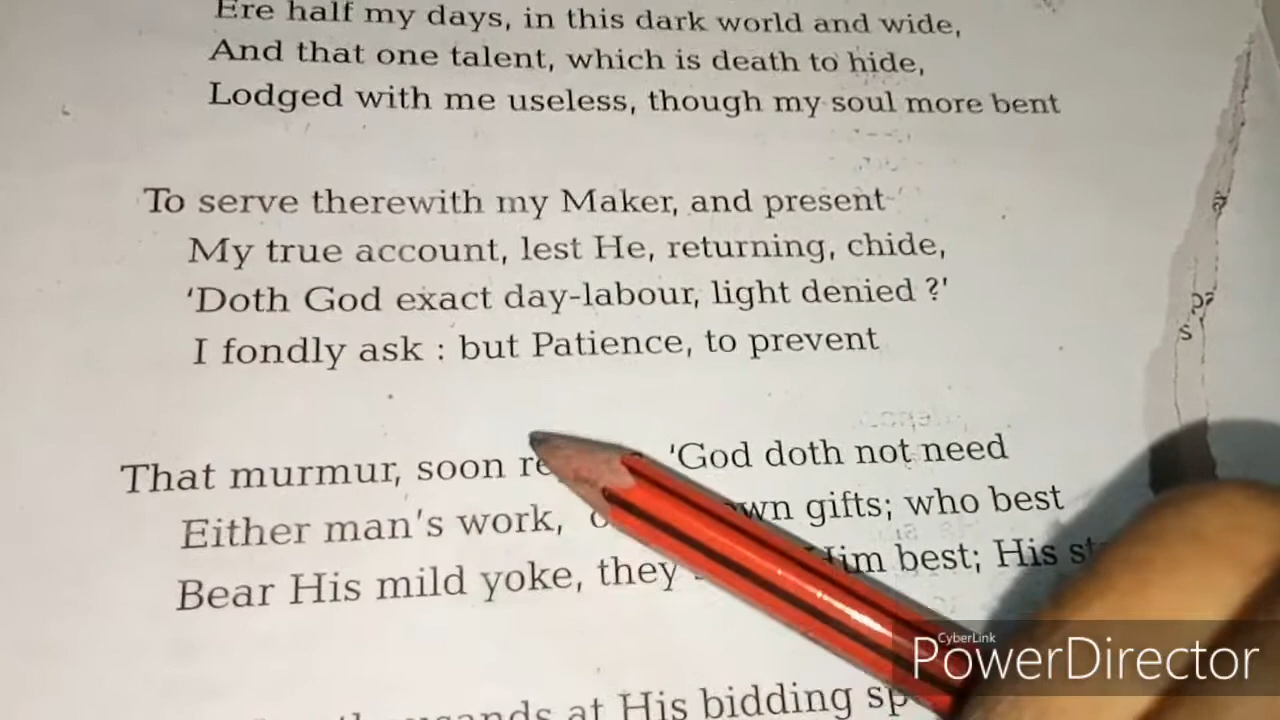 Ere half my days, in this dark world and wide,
And that one talent, which is death to hide,
Lodged with me useless, though my soul more bent
To serve therewith my Maker, and present
My true account, lest He, returning, chide,
'Doth God exact day-labour, light denied ?'
I fondly ask : but Patience, to prevent
That murmur, soon 'God doth not need
Either man's work, gifts; who best
Bear His mild yoke, they Him best; His
at His bidding
CyberLink
PowerDirector